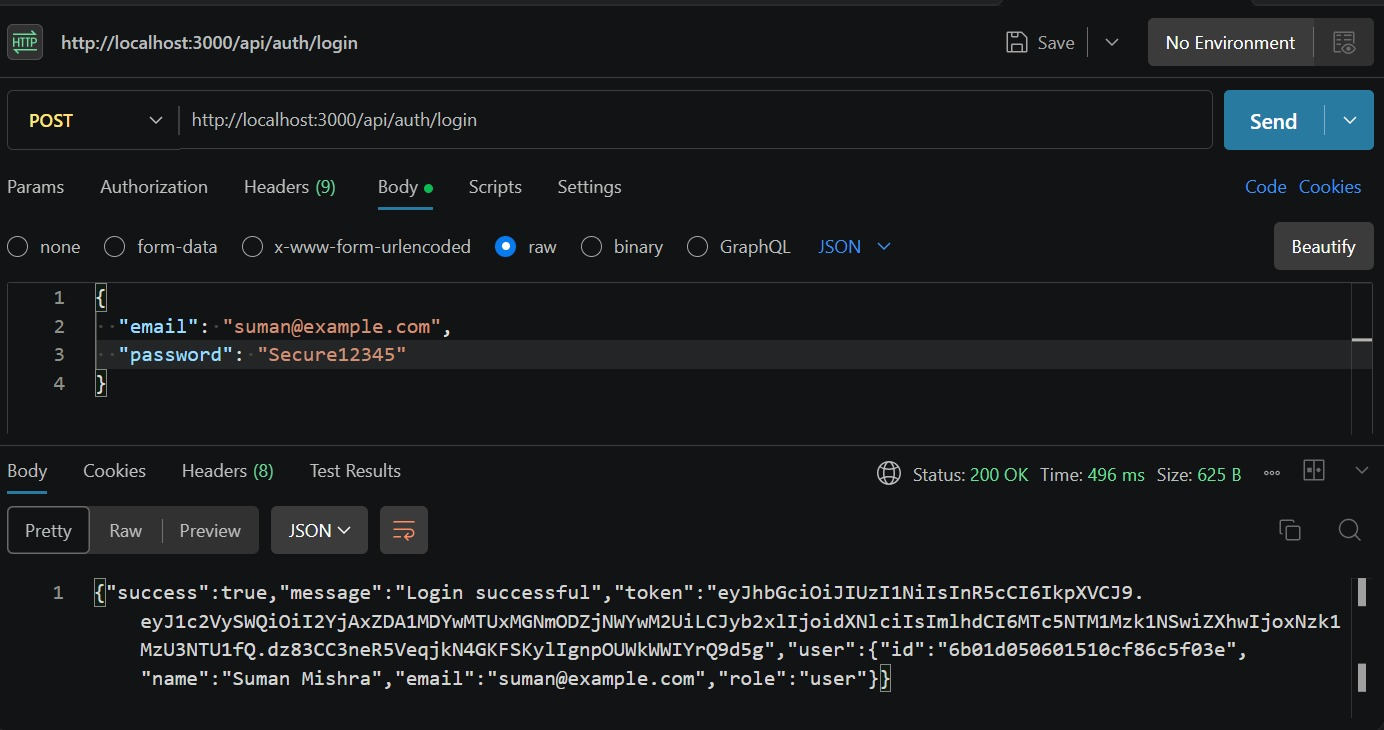 HTTP http://localhost:3000/api/auth/login Save No Environment
POST http://localhost:3000/api/auth/login Send
Params Authorization Headers (9) Body Scripts Settings Code Cookies
none form-data x-www-form-urlencoded raw binary GraphQL JSON Beautify
1 {
2 "email": "suman@example.com",
3 "password": "Secure12345"
4 }
Body Cookies Headers (8) Test Results Status: 200 OK Time: 496 ms Size: 625 B
Pretty Raw Preview JSON
1 {"success":true,"message":"Login successful","token":"eyJhbGciOiJIUzI1NiIsInR5cCI6IkpXVCJ9.
eyJ1c2VySWQiOiI2YjAxZDA1MDYwMTUxMGNmODZjNWYwM2UiLCJyb2xlIjoidXNlciIsImlhdCI6MTc5NTM1Mzk1NSwiZXhwIjoxNzk1
MzU3NTU1fQ.dz83CC3neR5VeqjkN4GKFSKylIgnpOUWkWWIYrQ9d5g","user":{"id":"6b01d050601510cf86c5f03e",
"name":"Suman Mishra","email":"suman@example.com","role":"user"}}